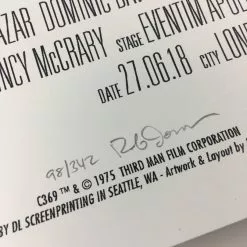 AZAR DOMINIC BA
NCY MCCRARY STAGE EVENTIM APO
DATE 27.06.18 CITY LON
98/342
C369 ™ & © 1975 THIRD MAN FILM CORPORATION
BY DL SCREENPRINTING IN SEATTLE, WA - Artwork & Layout by